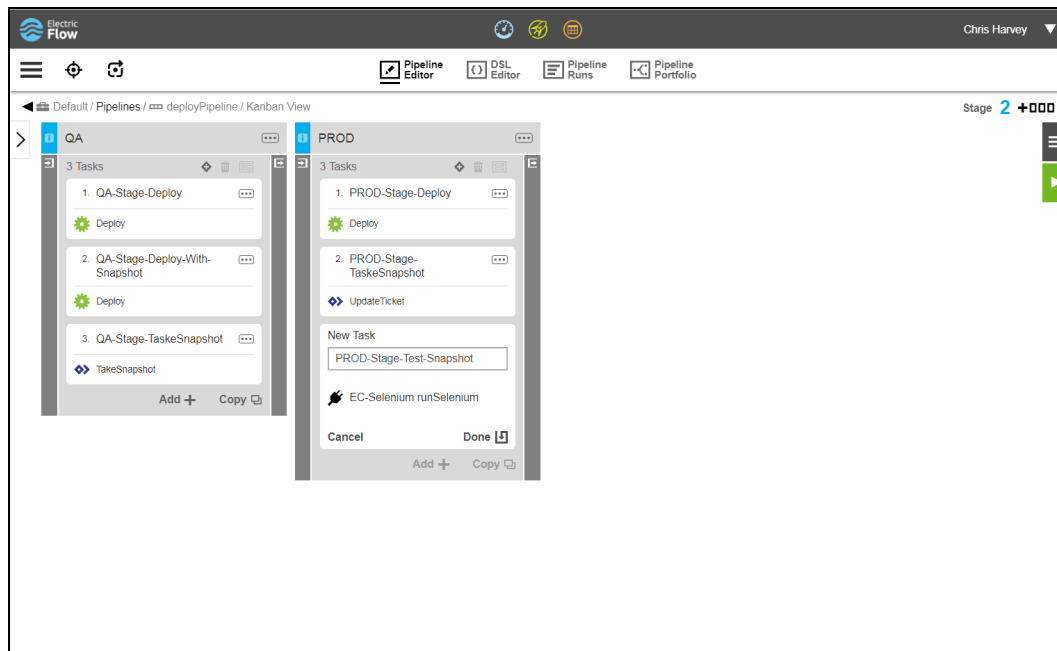 Electric
Flow
Chris Harvey
Pipeline
Editor
DSL
Editor
Pipeline
Runs
Pipeline
Portfolio
Default / Pipelines / deployPipeline / Kanban View
Stage 2
QA
3 Tasks
1. QA-Stage-Deploy
Deploy
2. QA-Stage-Deploy-With-
Snapshot
Deploy
3. QA-Stage-TaskeSnapshot
TakeSnapshot
Add Copy
PROD
3 Tasks
1. PROD-Stage-Deploy
Deploy
2. PROD-Stage-
TaskeSnapshot
UpdateTicket
New Task
PROD-Stage-Test-Snapshot
EC-Selenium runSelenium
Cancel Done
Add Copy